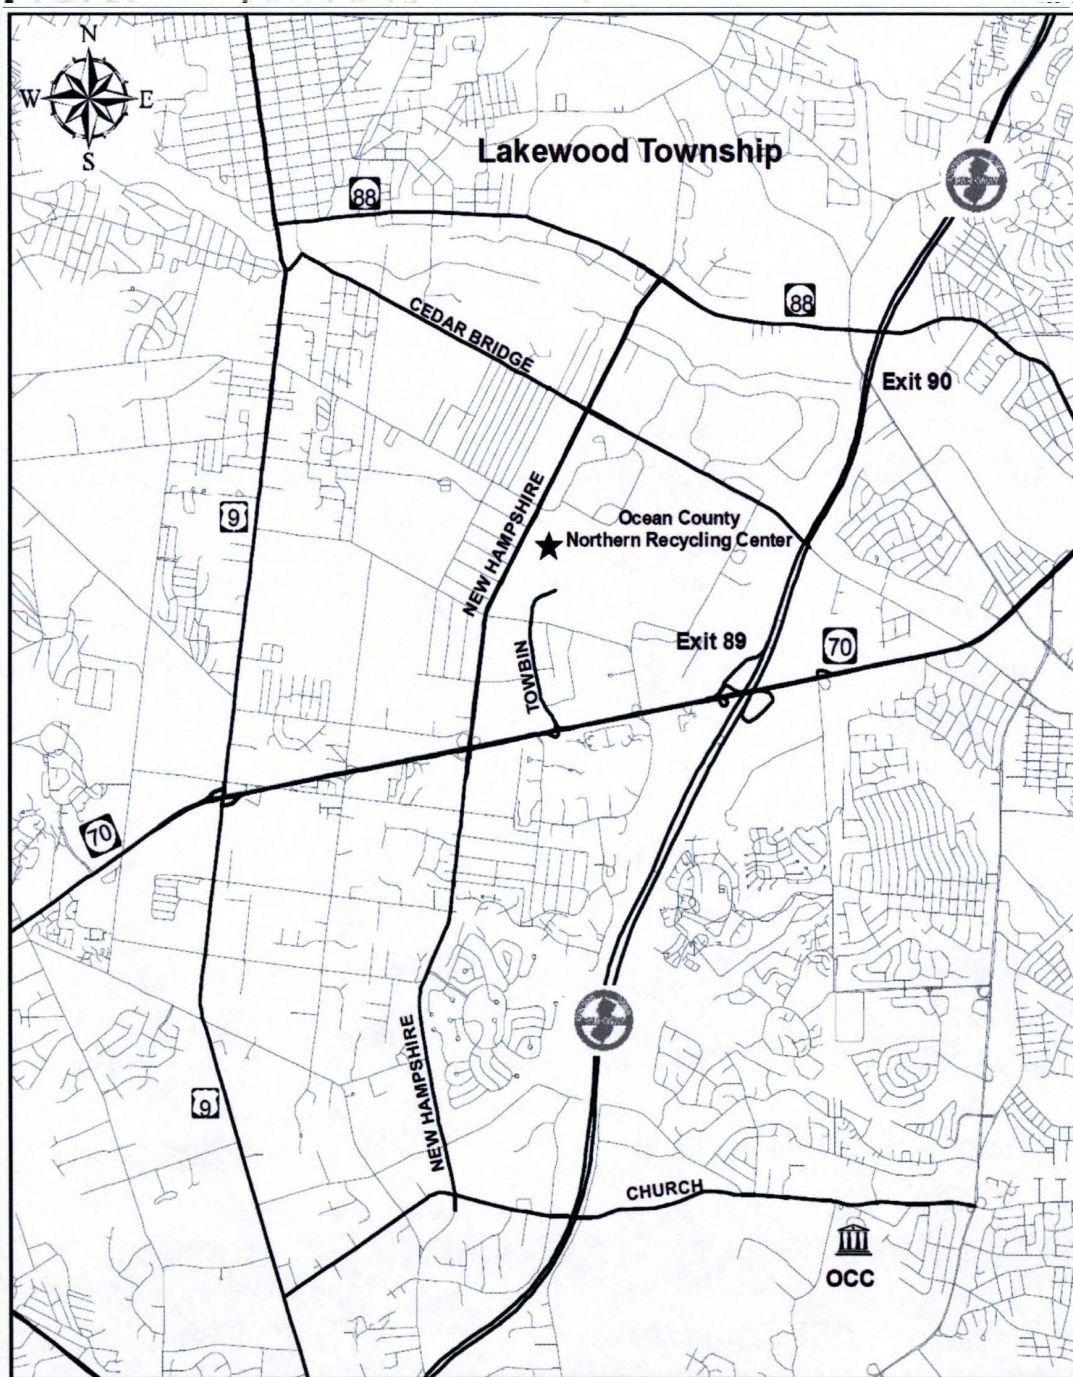 N
W E
S
Lakewood Township
88
88
CEDAR BRIDGE
Exit 90
9
NEW HAMPSHIRE
Ocean County
Northern Recycling Center
Exit 89
70
TOWBIN
70
NEW HAMPSHIRE
9
CHURCH
OCC